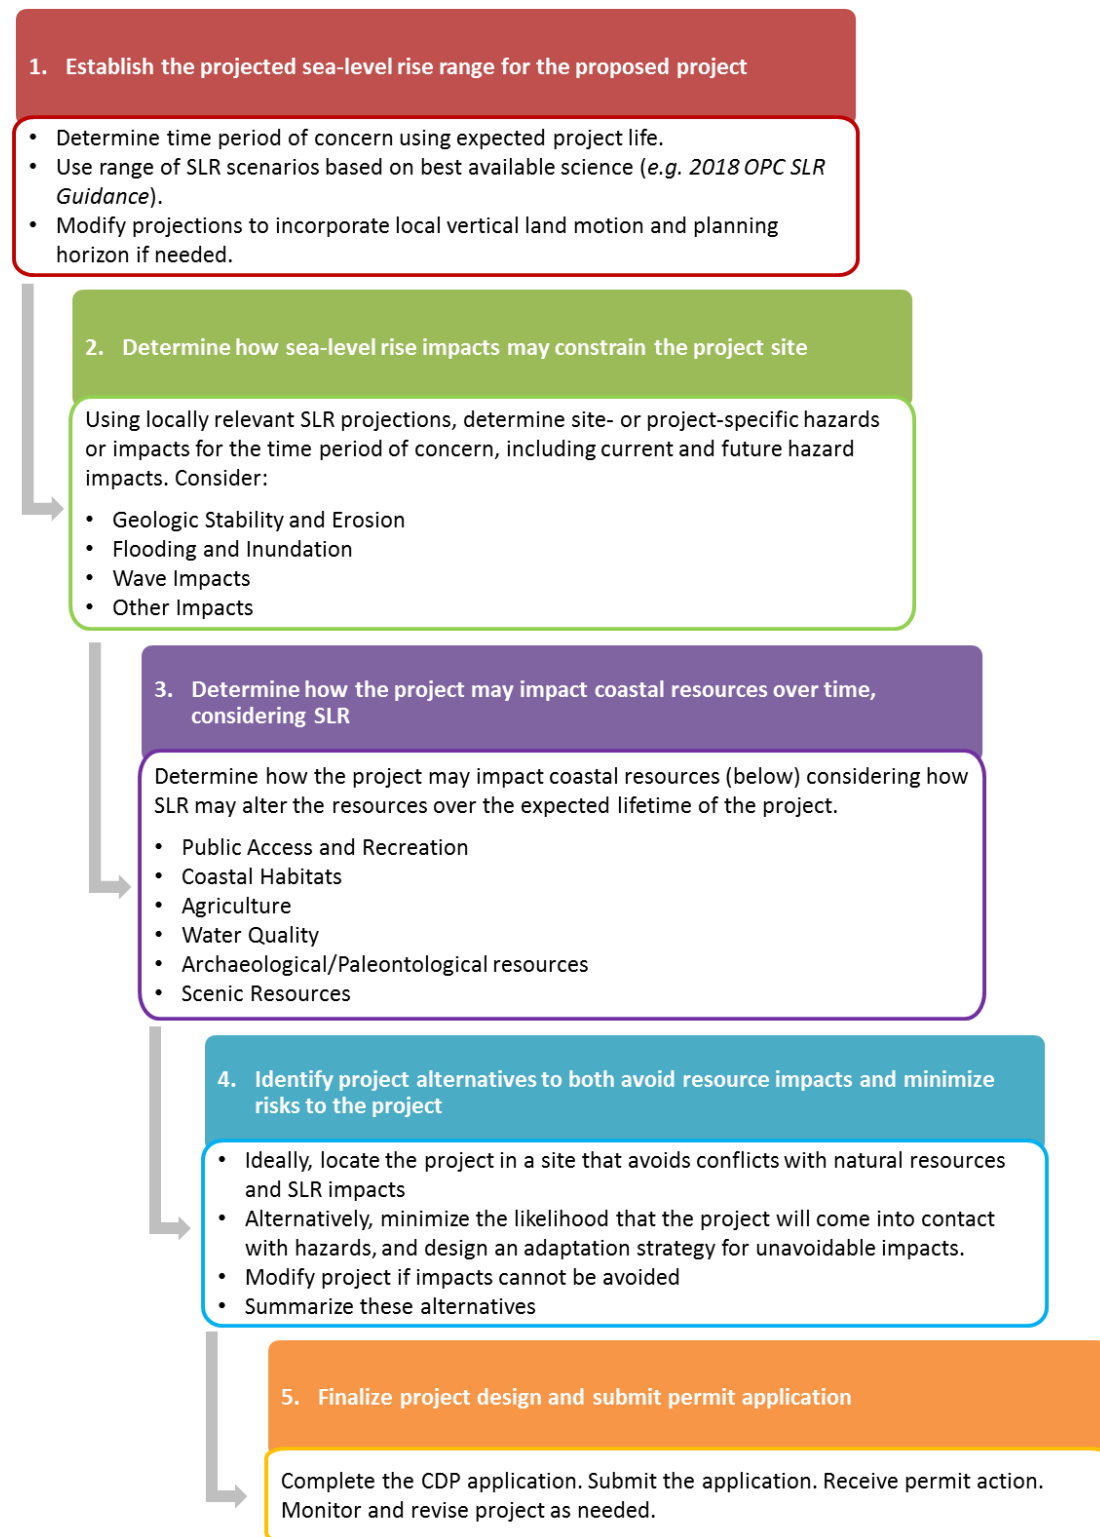 1. Establish the projected sea-level rise range for the proposed project
• Determine time period of concern using expected project life.
• Use range of SLR scenarios based on best available science (e.g. 2018 OPC SLR
Guidance).
• Modify projections to incorporate local vertical land motion and planning
horizon if needed.
2. Determine how sea-level rise impacts may constrain the project site
Using locally relevant SLR projections, determine site- or project-specific hazards
or impacts for the time period of concern, including current and future hazard
impacts. Consider:
• Geologic Stability and Erosion
• Flooding and Inundation
• Wave Impacts
• Other Impacts
3. Determine how the project may impact coastal resources over time,
considering SLR
Determine how the project may impact coastal resources (below) considering how
SLR may alter the resources over the expected lifetime of the project.
• Public Access and Recreation
• Coastal Habitats
• Agriculture
• Water Quality
• Archaeological/Paleontological resources
• Scenic Resources
4. Identify project alternatives to both avoid resource impacts and minimize
risks to the project
• Ideally, locate the project in a site that avoids conflicts with natural resources
and SLR impacts
• Alternatively, minimize the likelihood that the project will come into contact
with hazards, and design an adaptation strategy for unavoidable impacts.
• Modify project if impacts cannot be avoided
• Summarize these alternatives
5. Finalize project design and submit permit application
Complete the CDP application. Submit the application. Receive permit action.
Monitor and revise project as needed.